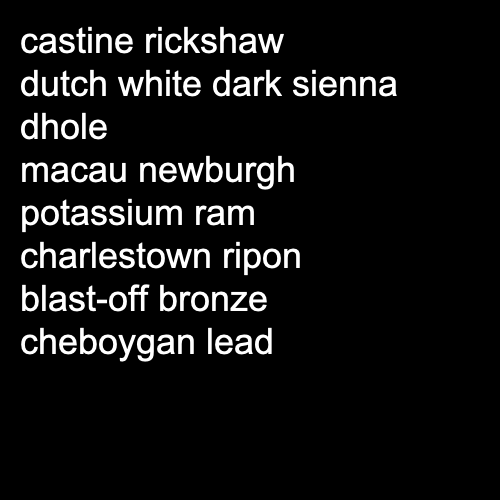 castine rickshaw
dutch white dark sienna
dhole
macau newburgh
potassium ram
charlestown ripon
blast-off bronze
cheboygan lead